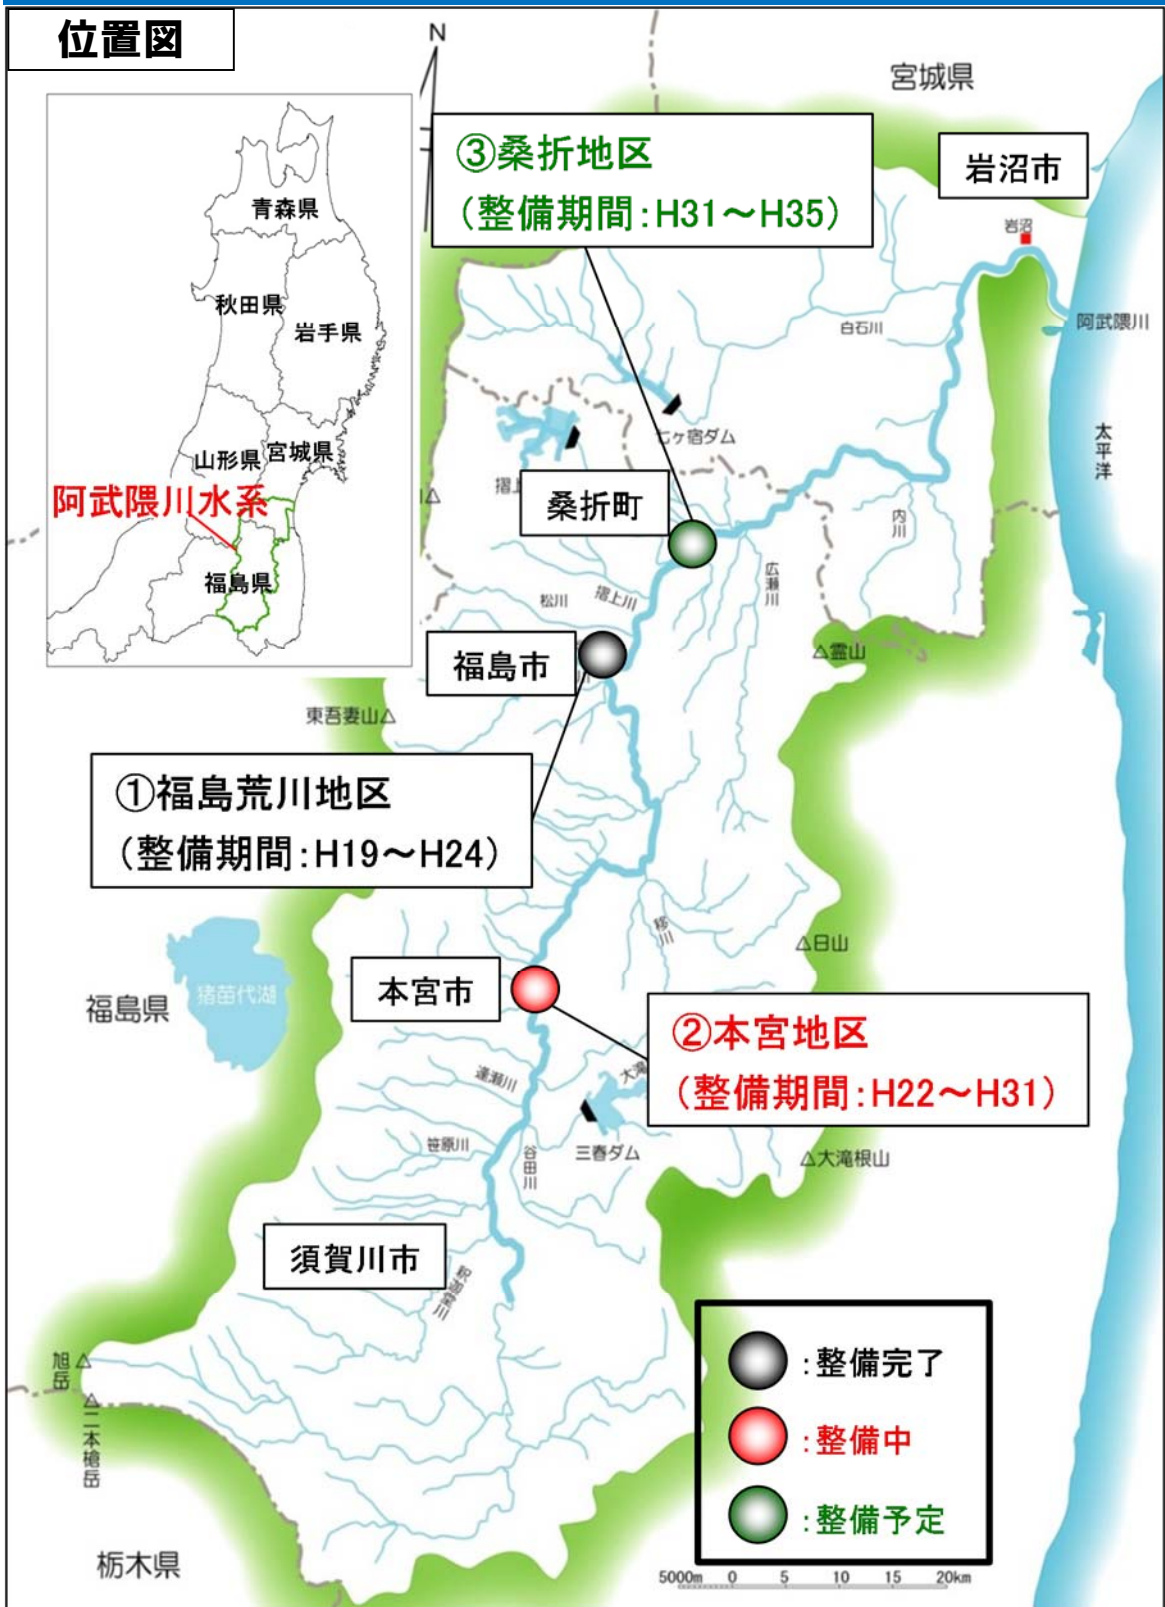 位置図
N
宮城県
③桑折地区
(整備期間:H31～H35)
岩沼市
岩沼
青森県
秋田県
岩手県
山形県
宮城県
阿武隈川水系
福島県
白石川
阿武隈川
太平洋
七ヶ宿ダム
摺上
桑折町
内川
広瀬川
松川
摺上川
福島市
△霊山
東吾妻山△
①福島荒川地区
(整備期間:H19～H24)
移川
△日山
猪苗代湖
福島県
本宮市
②本宮地区
(整備期間:H22～H31)
大滝
逢瀬川
笹原川
谷田川
三春ダム
△大滝根山
須賀川市
釈迦堂川
旭岳△
△二本槍岳
栃木県
:整備完了
:整備中
:整備予定
5000m 0 5 10 15 20km